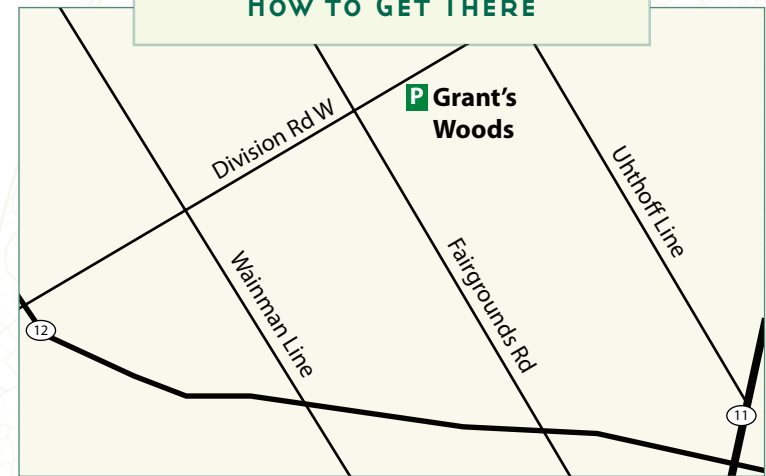 HOW TO GET THERE
P Grant's
Woods
Division Rd W
Uhthoff Line
Wainman Line
Fairgrounds Rd
12
11